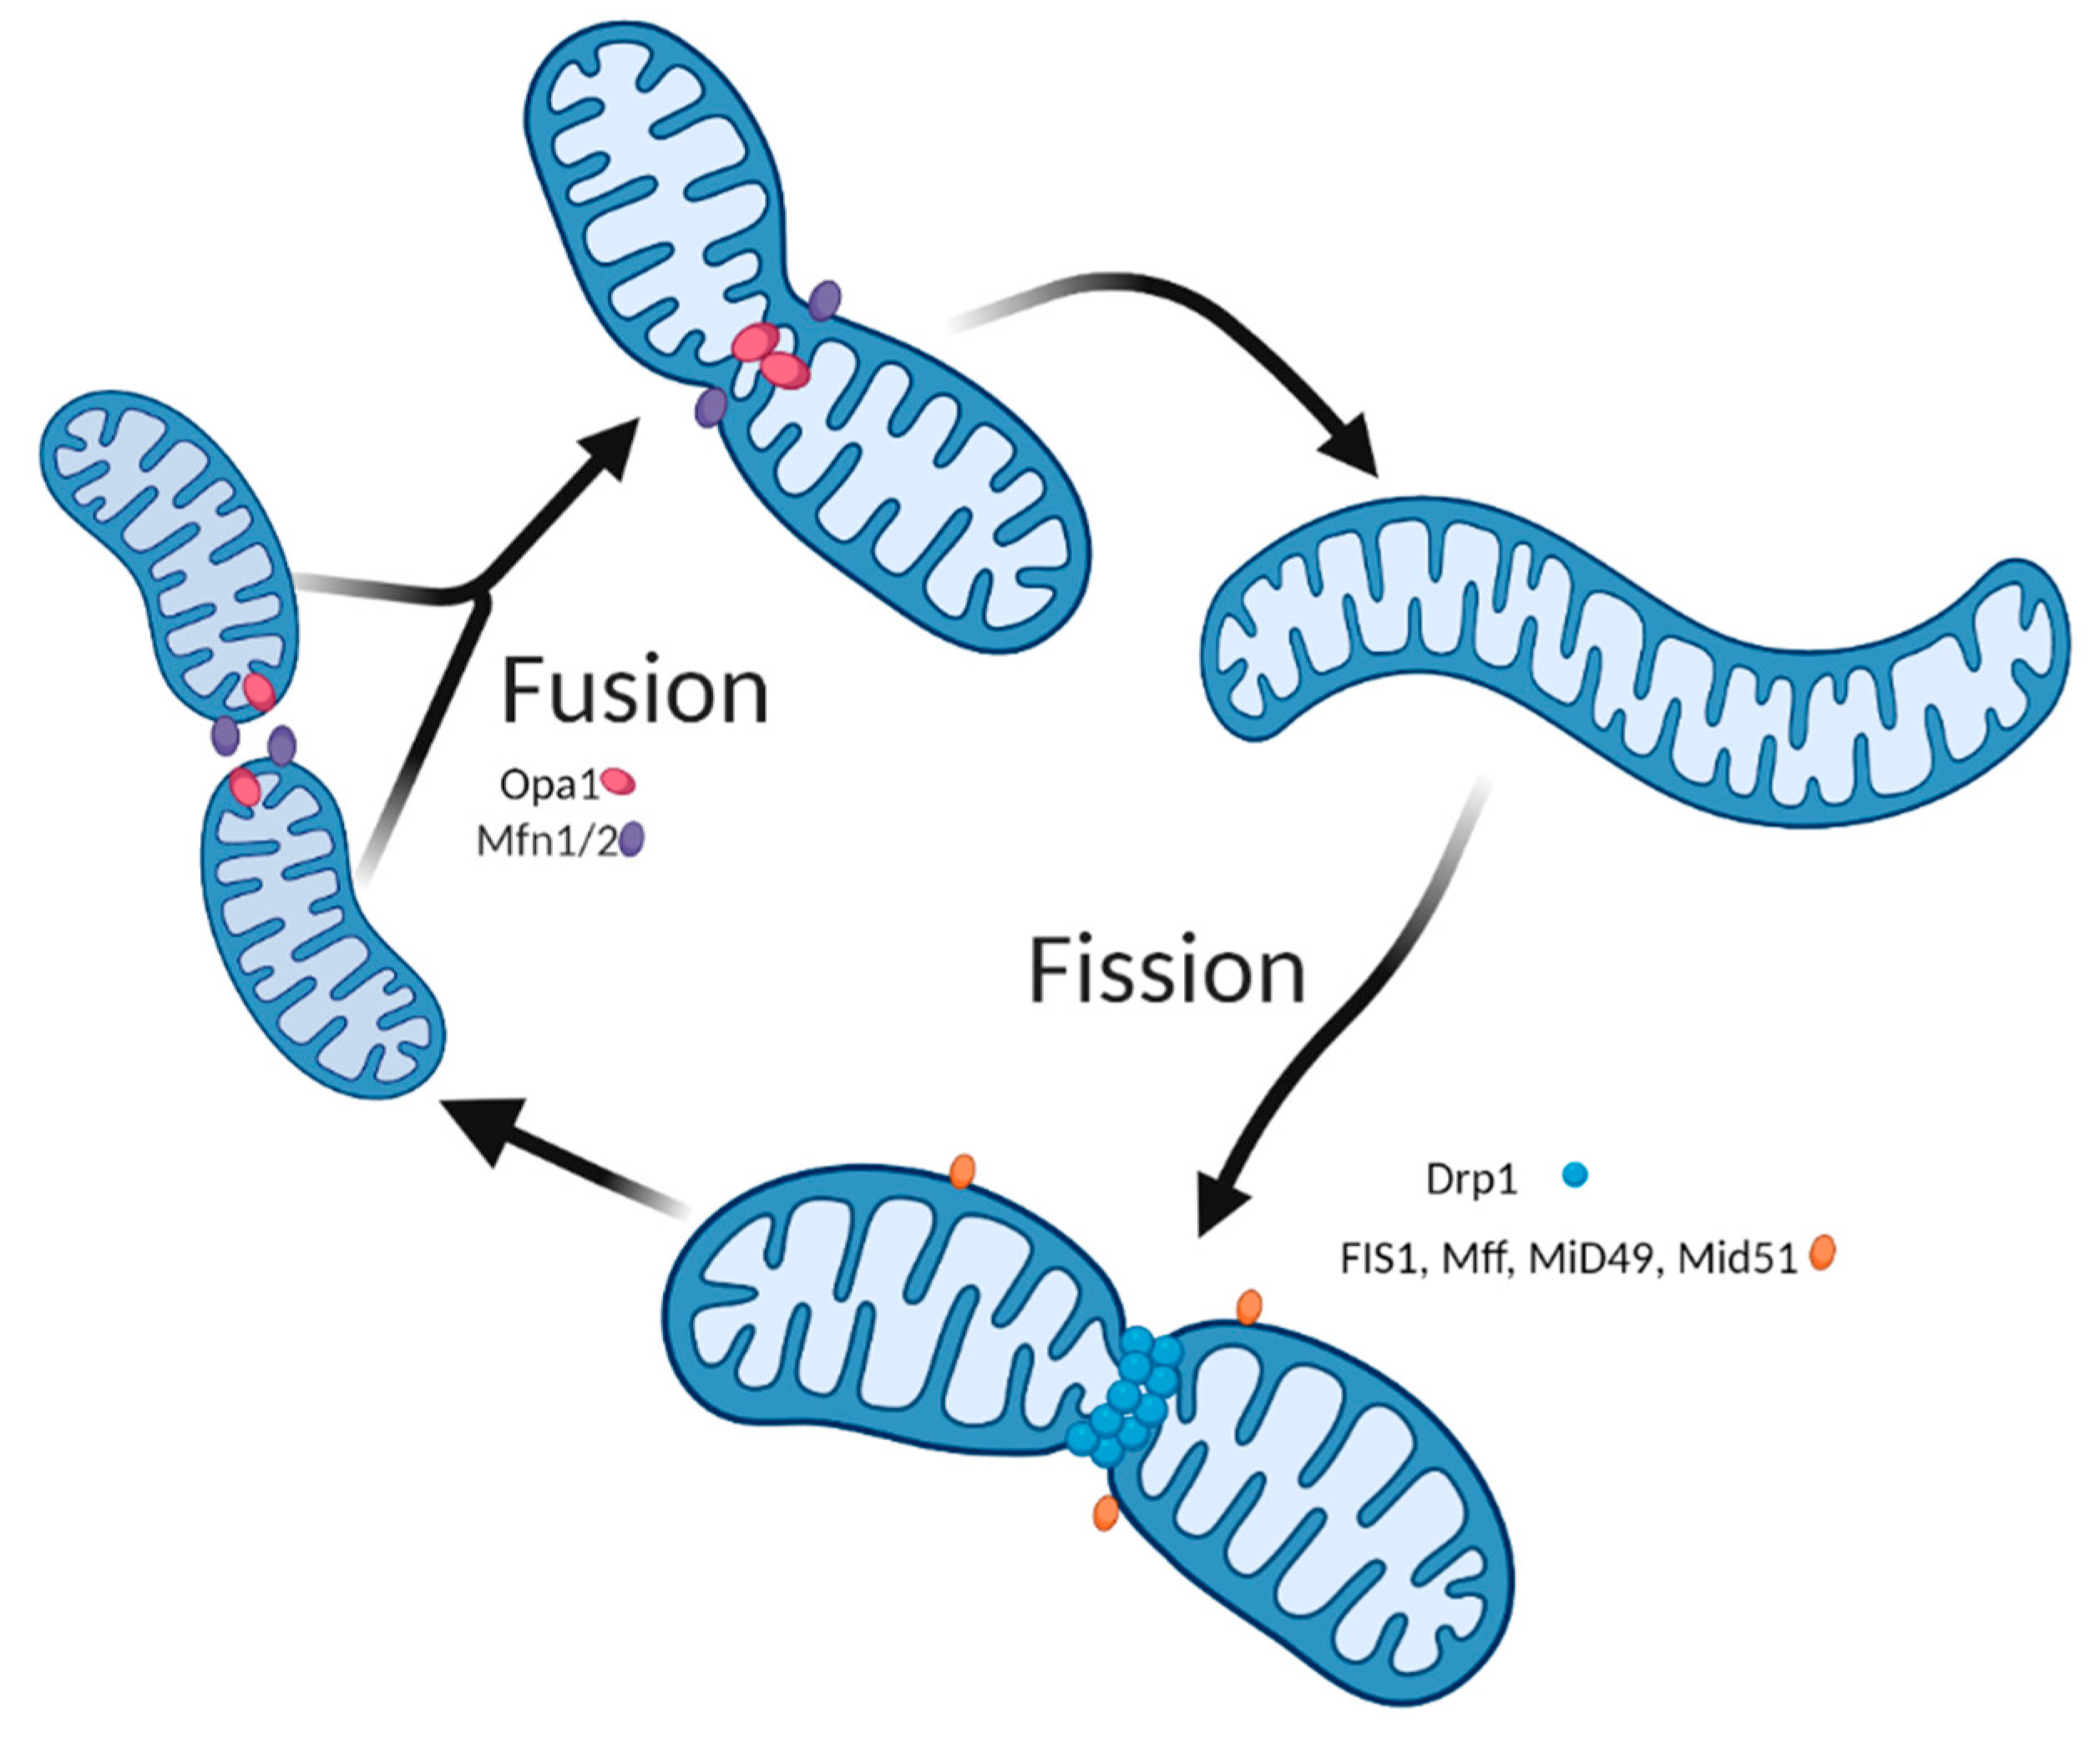 Fusion
Opa1
Mfn1/2
Fission
Drp1
FIS1, Mff, MiD49, Mid51